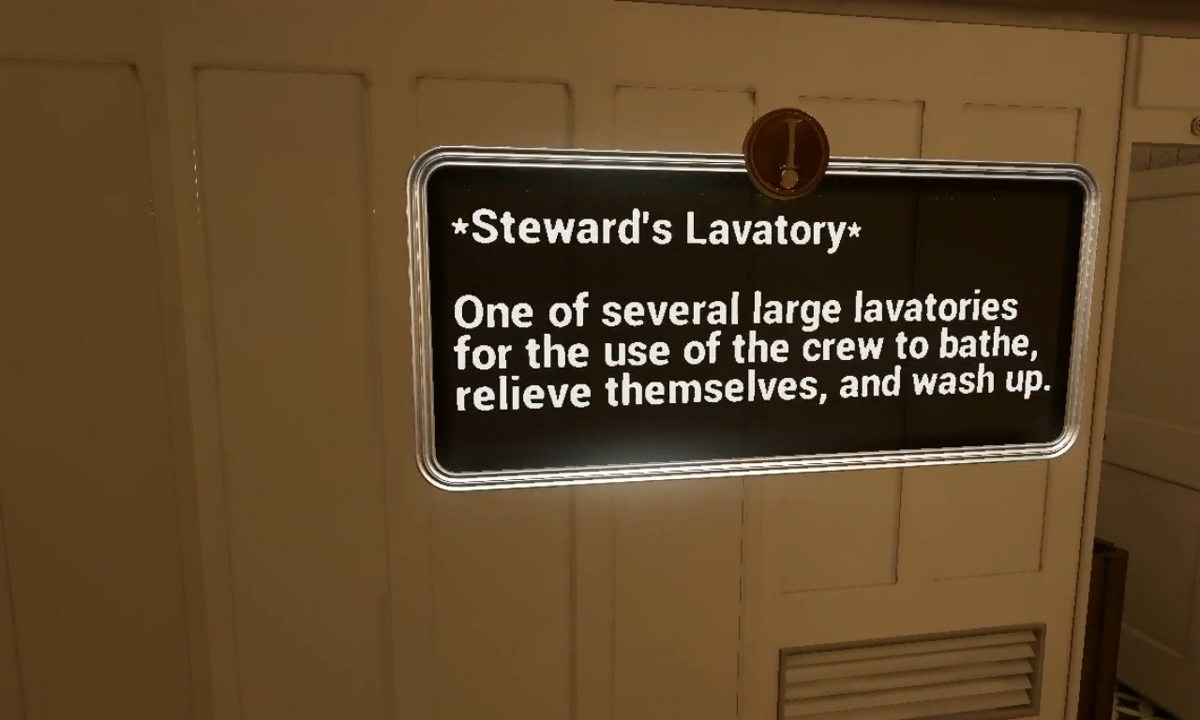 *Steward's Lavatory*
One of several large lavatories
for the use of the crew to bathe,
relieve themselves, and wash up.